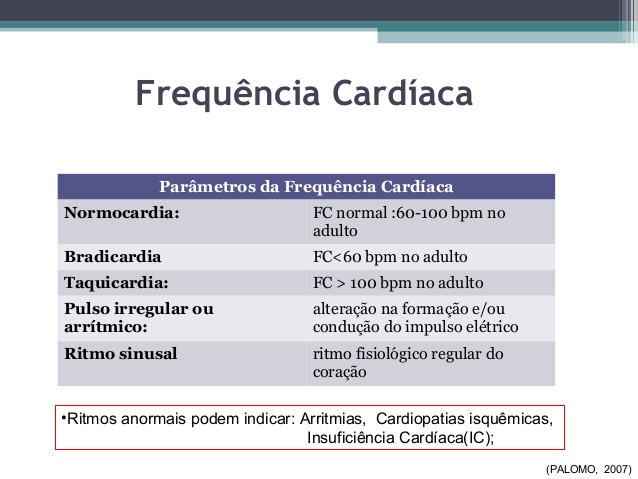 Frequência Cardíaca
Parâmetros da Frequência Cardíaca
Normocardia:
FC normal :60-100 bpm no
adulto
Bradicardia
FC<60 bpm no adulto
Taquicardia:
FC > 100 bpm no adulto
Pulso irregular ou
arrítmico:
alteração na formação e/ou
condução do impulso elétrico
Ritmo sinusal
ritmo fisiológico regular do
coração
•Ritmos anormais podem indicar: Arritmias, Cardiopatias isquêmicas,
Insuficiência Cardíaca(IC);
(PALOMO, 2007)